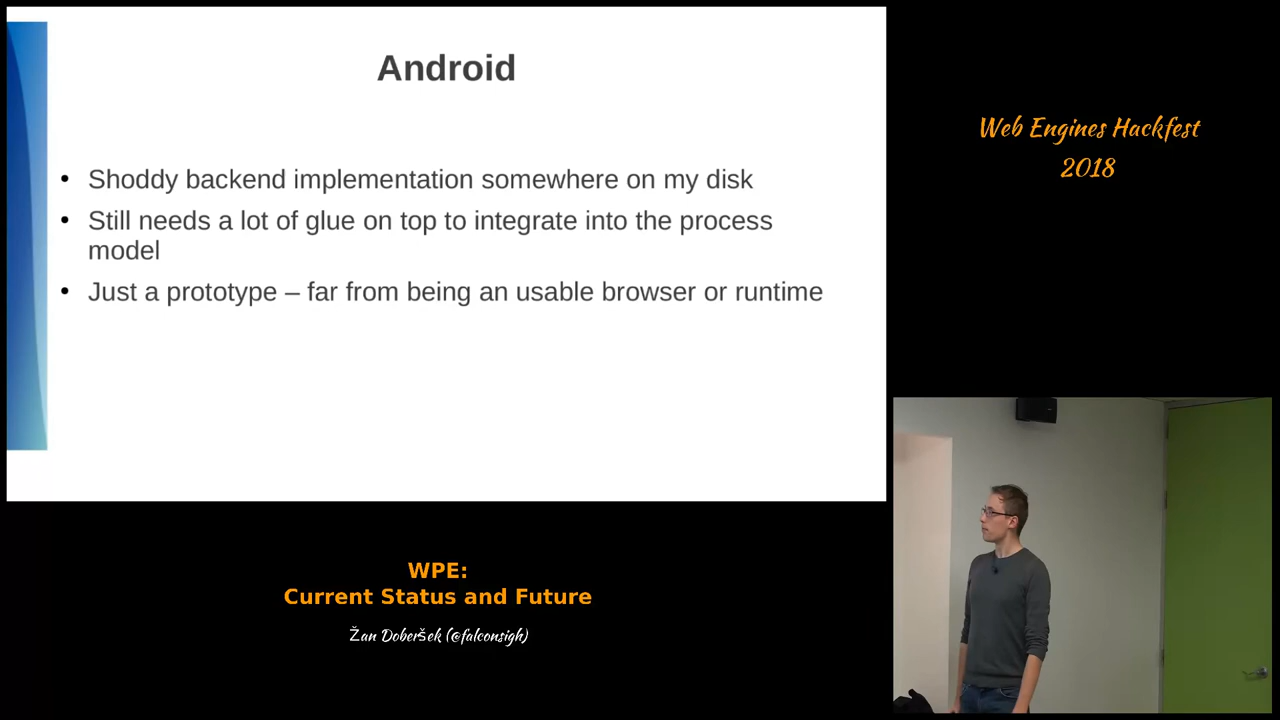 Android
• Shoddy backend implementation somewhere on my disk
• Still needs a lot of glue on top to integrate into the process
model
• Just a prototype – far from being an usable browser or runtime
Web Engines Hackfest
2018
WPE:
Current Status and Future
Žan Doberšek (@falconsigh)